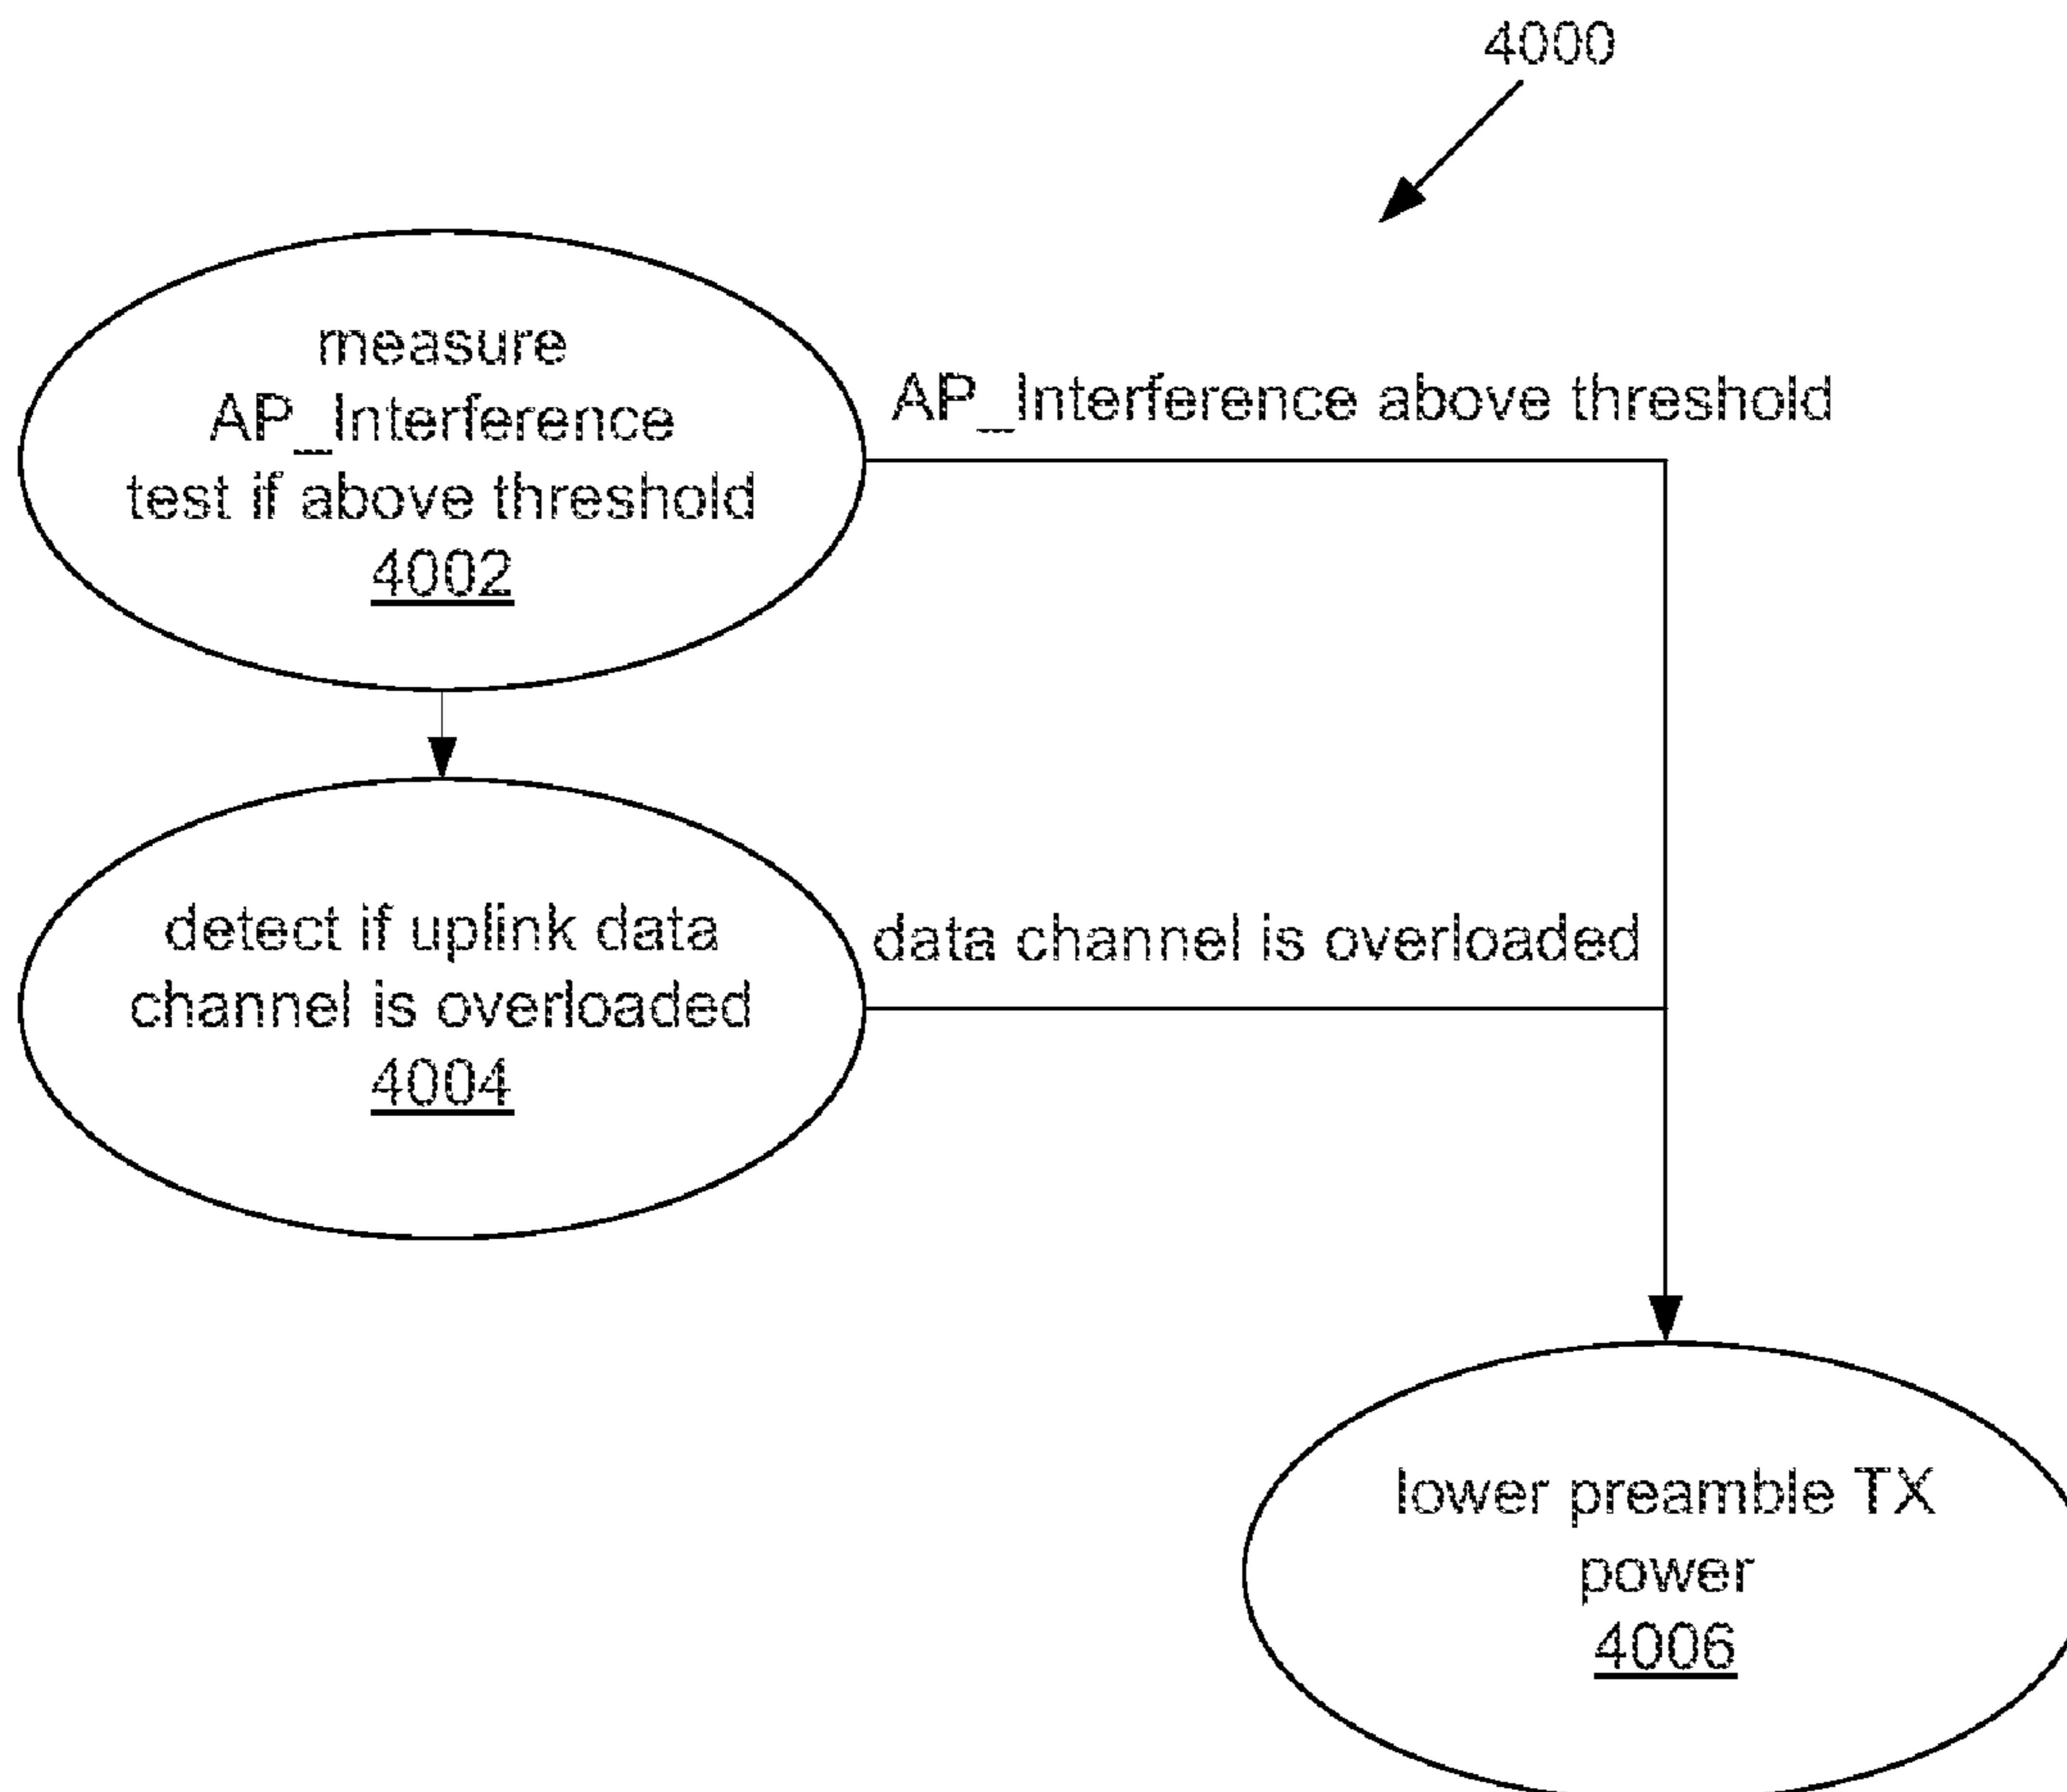 4000
measure
AP_Interference
test if above threshold
4002
AP_Interference above threshold
detect if uplink data
channel is overloaded
4004
data channel is overloaded
lower preamble TX
power
4006